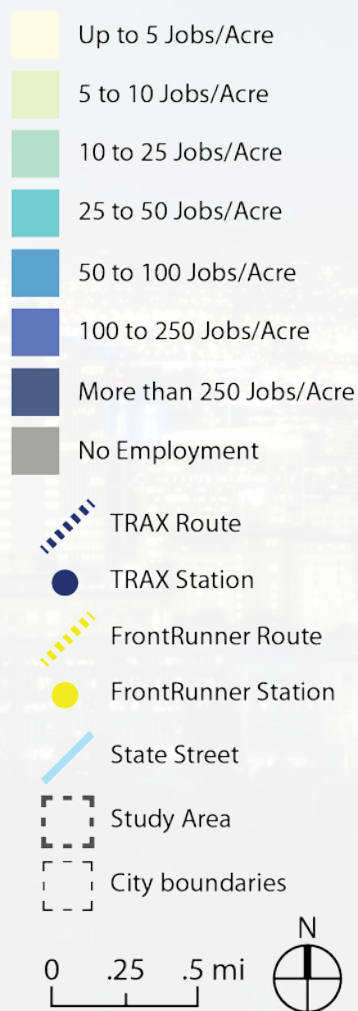 Up to 5 Jobs/Acre
5 to 10 Jobs/Acre
10 to 25 Jobs/Acre
25 to 50 Jobs/Acre
50 to 100 Jobs/Acre
100 to 250 Jobs/Acre
More than 250 Jobs/Acre
No Employment
TRAX Route
TRAX Station
FrontRunner Route
FrontRunner Station
State Street
Study Area
City boundaries
N
0 .25 .5 mi